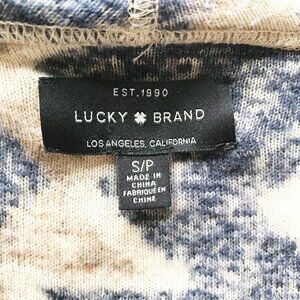 EST. 1990
LUCKY BRAND
LOS ANGELES, CALIFORNIA
S/P
MADE IN
CHINA
FABRIQUÉ EN
CHINE